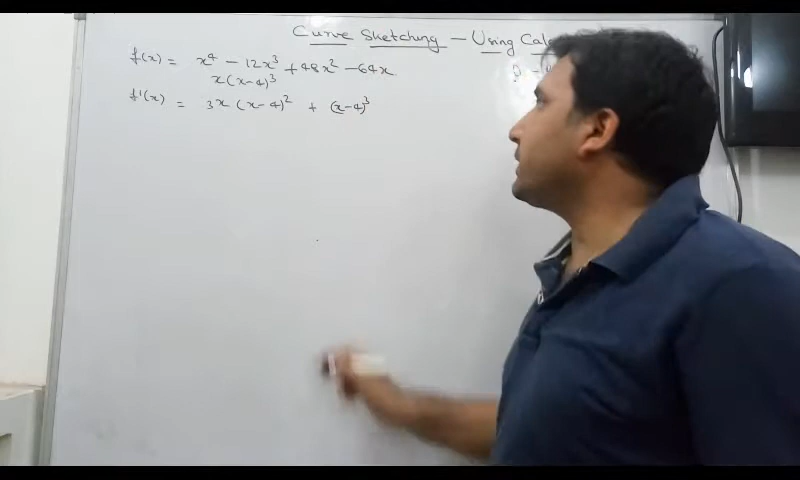 Curve Sketching – Using Calc
f(x) = x⁴ – 12x³ + 48x² – 64x
x(x-4)³
f'(x) = 3x (x-4)² + (x-4)³